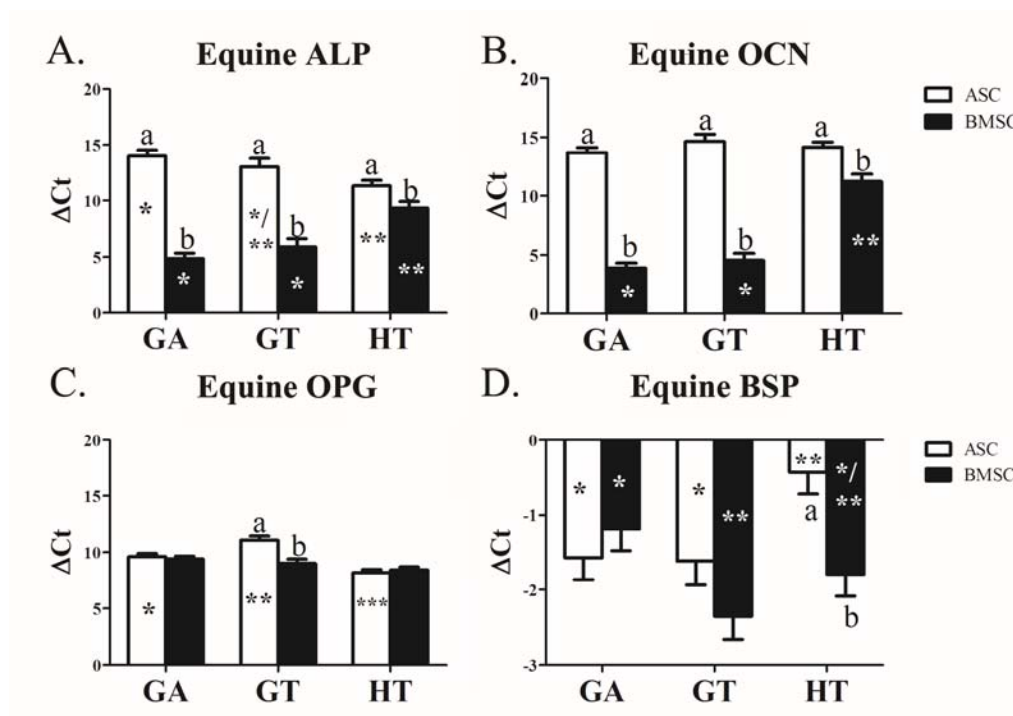 A. Equine ALP
20
15
10
5
0
ΔCt
a
*
b
*
a
*/
**
b
*
a
**
b
**
GA GT HT
B. Equine OCN
20
15
10
5
0
ΔCt
a
b
*
a
b
*
a
b
**
GA GT HT
ASC
BMSC
C. Equine OPG
20
15
10
5
0
ΔCt
*
a
**
b
***
GA GT HT
D. Equine BSP
0
-1
-2
-3
ΔCt
*
*
*
**
**
a
*/
**
b
GA GT HT
ASC
BMSC